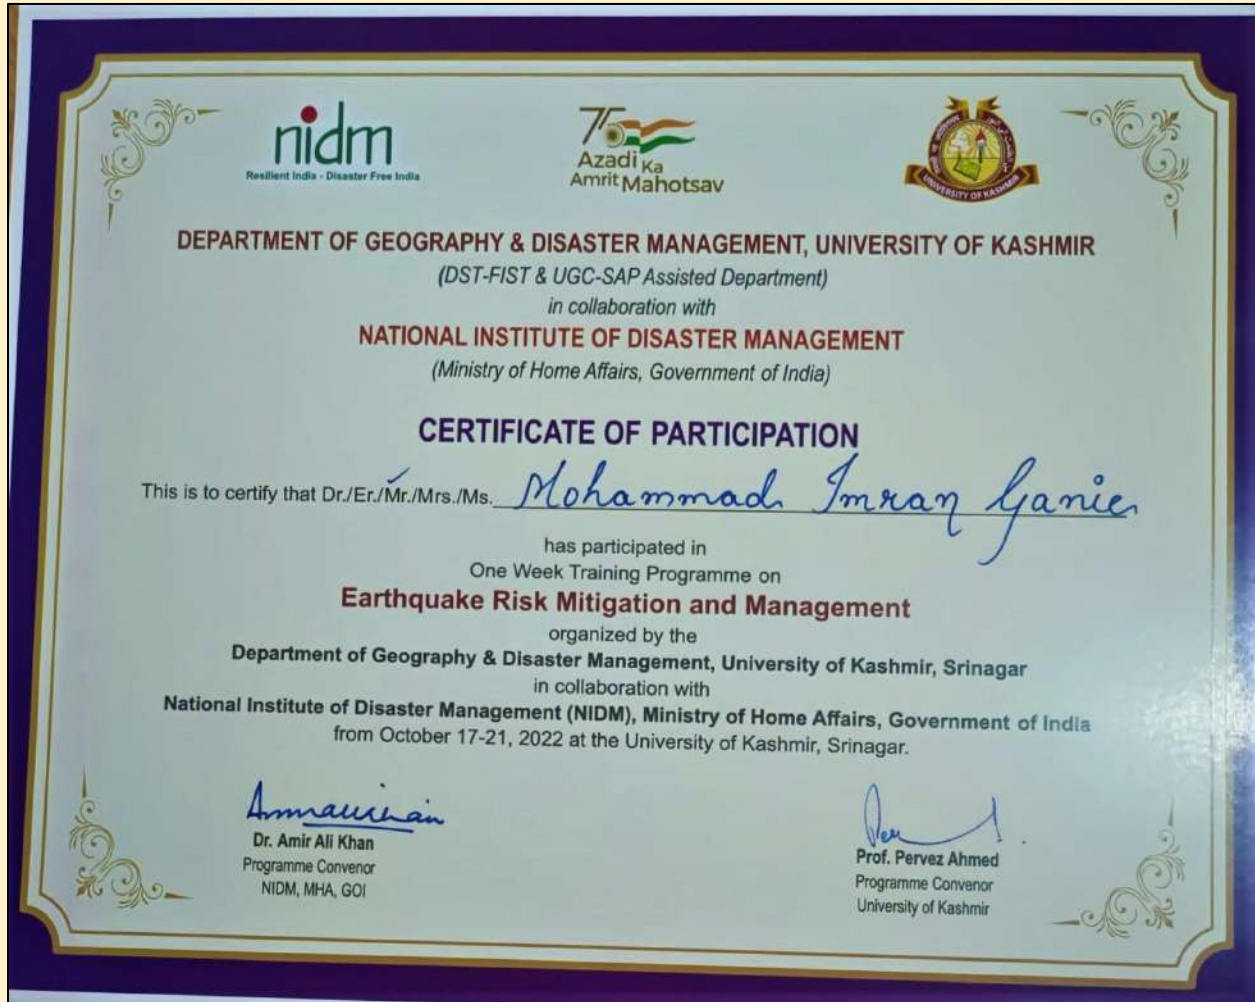 nidm
Resilient India - Disaster Free India
75
Azadi Ka
Amrit Mahotsav
UNIVERSITY OF KASHMIR
DEPARTMENT OF GEOGRAPHY & DISASTER MANAGEMENT, UNIVERSITY OF KASHMIR
(DST-FIST & UGC-SAP Assisted Department)
in collaboration with
NATIONAL INSTITUTE OF DISASTER MANAGEMENT
(Ministry of Home Affairs, Government of India)
CERTIFICATE OF PARTICIPATION
This is to certify that Dr./Er./Mr./Mrs./Ms. Mohammad Imran Ganie
has participated in
One Week Training Programme on
Earthquake Risk Mitigation and Management
organized by the
Department of Geography & Disaster Management, University of Kashmir, Srinagar
in collaboration with
National Institute of Disaster Management (NIDM), Ministry of Home Affairs, Government of India
from October 17-21, 2022 at the University of Kashmir, Srinagar.
Dr. Amir Ali Khan
Programme Convenor
NIDM, MHA, GOI
Prof. Pervez Ahmed
Programme Convenor
University of Kashmir